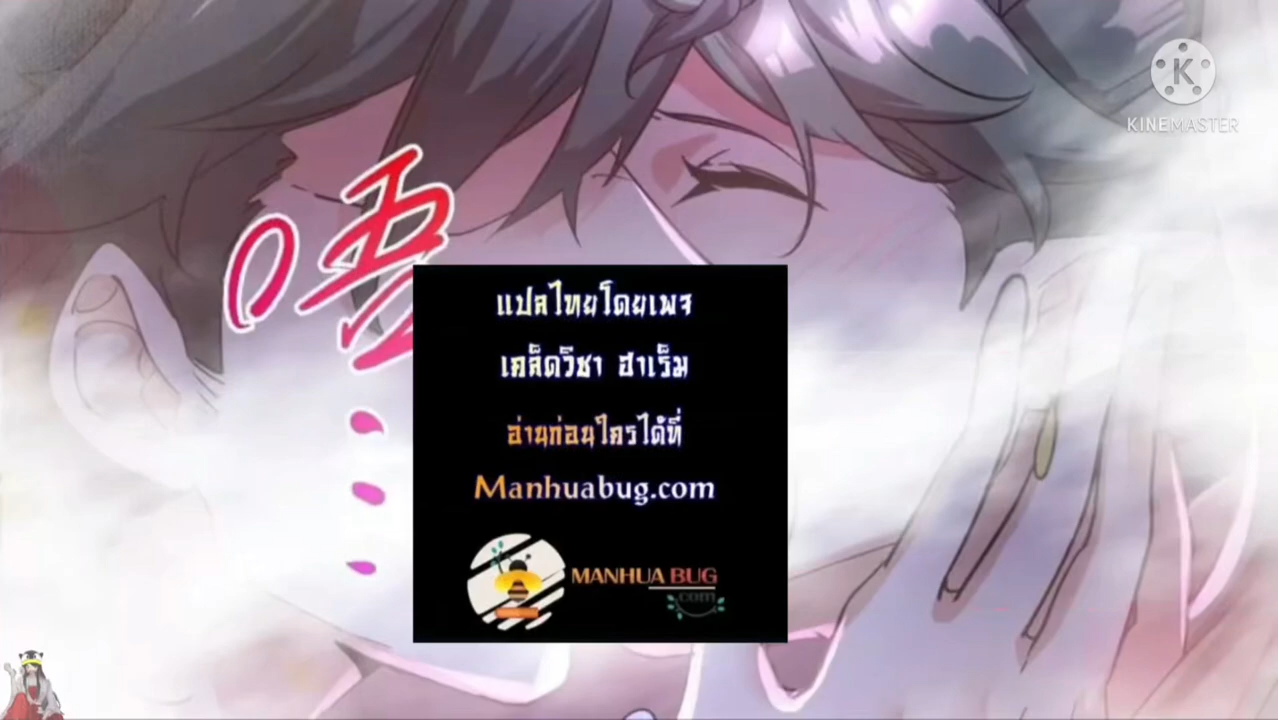 K
KINEMASTER
唔
แปลไทยโดยเพจ
เคล็ดวิชา ฮาเร็ม
อ่านก่อนใครได้ที่
Manhuabug.com
MANHUA BUG
.com